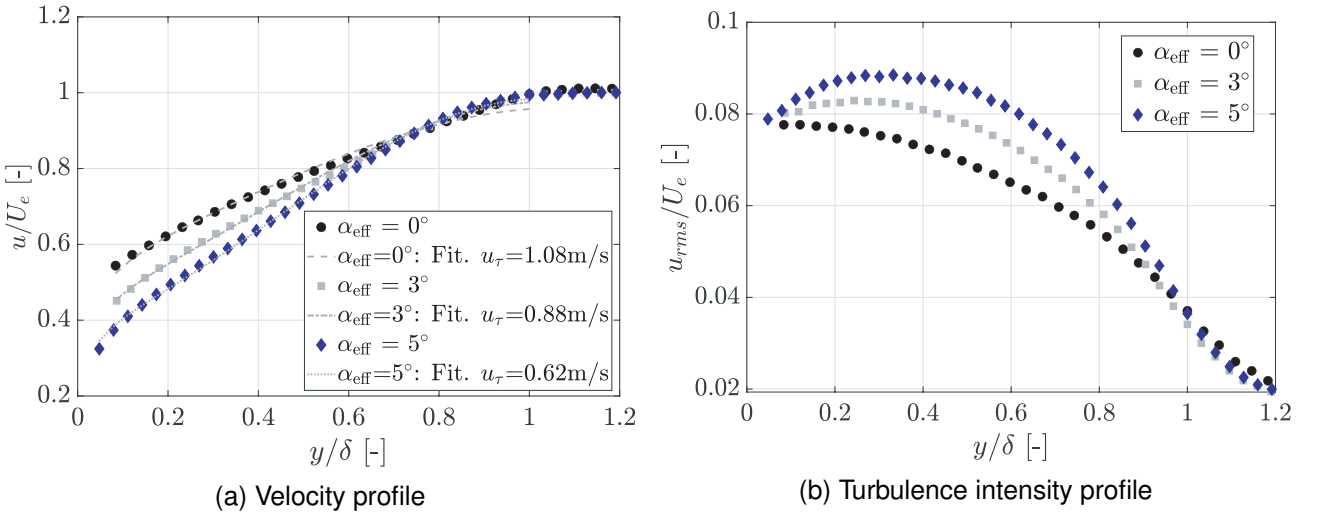 1.2
1
0.8
0.6
0.4
0.2
u/U_e [-]
0 0.2 0.4 0.6 0.8 1 1.2
y/δ [-]
α_eff = 0°
α_eff=0°: Fit. u_τ=1.08m/s
α_eff = 3°
α_eff=3°: Fit. u_τ=0.88m/s
α_eff = 5°
α_eff=5°: Fit. u_τ=0.62m/s
(a) Velocity profile
0.1
0.08
0.06
0.04
0.02
u_rms/U_e [-]
0 0.2 0.4 0.6 0.8 1 1.2
y/δ [-]
α_eff = 0°
α_eff = 3°
α_eff = 5°
(b) Turbulence intensity profile